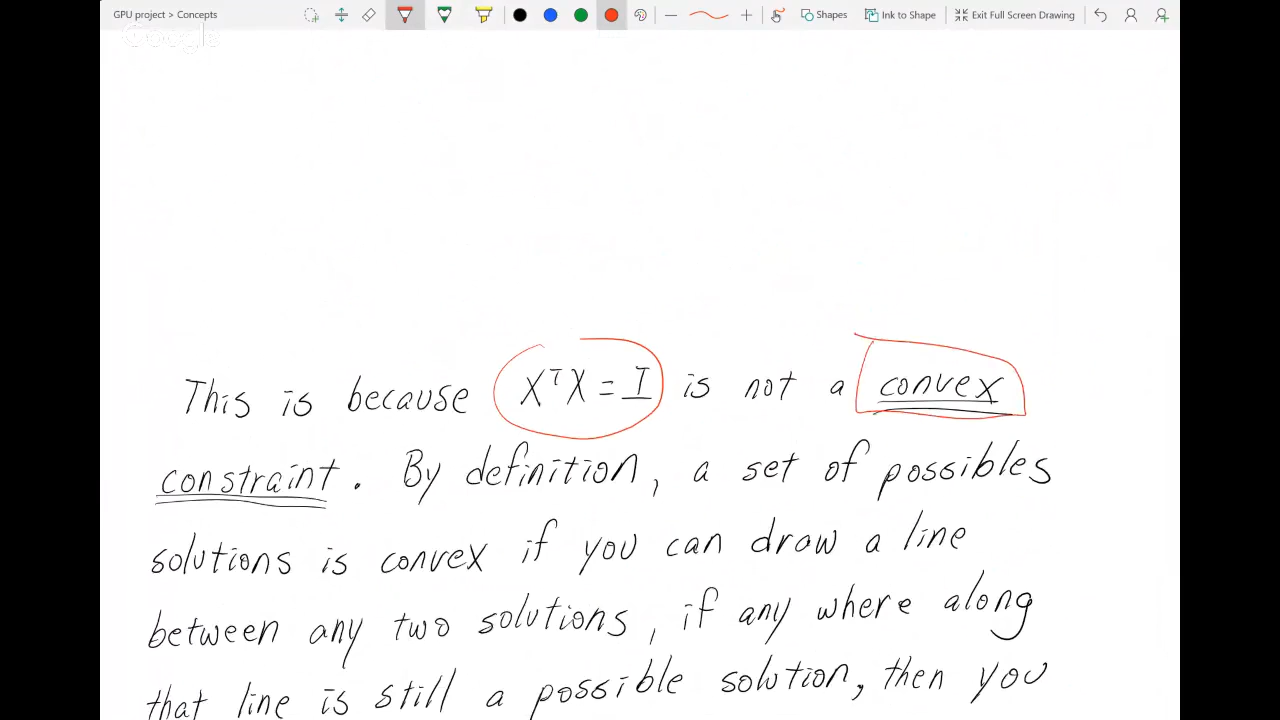 GPU project > Concepts
Shapes
Ink to Shape
Exit Full Screen Drawing
Google
This is because XᵀX = I is not a convex
constraint. By definition, a set of possibles
solutions is convex if you can draw a line
between any two solutions, if any where along
that line is still a possible solution, then you